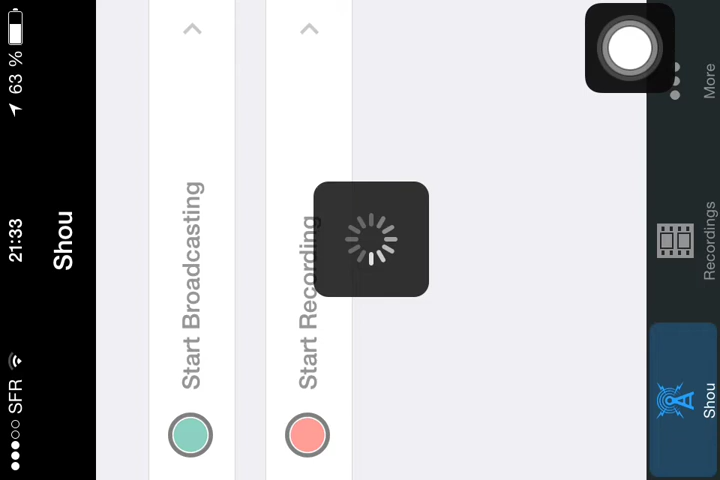 SFR 21:33 63 %
Shou
Start Broadcasting
Start Recording
Shou Recordings More